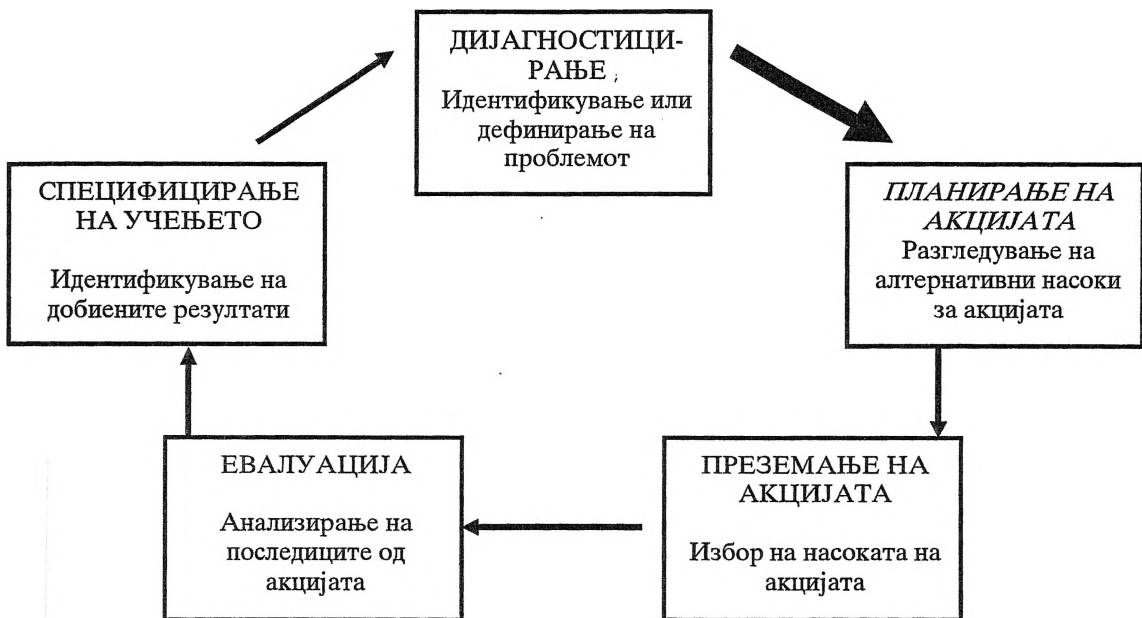 ДИЈАГНОСТИЦИ-
РАЊЕ ;
Идентификување или
дефинирање на
проблемот
ПЛАНИРАЊЕ НА
АКЦИЈАТА
Разгледување на
алтернативни насоки
за акцијата
ПРЕЗЕМАЊЕ НА
АКЦИЈАТА
Избор на насоката на
акцијата
ЕВАЛУАЦИЈА
Анализирање на
последиците од
акцијата
СПЕЦИФИЦИРАЊЕ
НА УЧЕЊЕТО
Идентификување на
добиените резултати